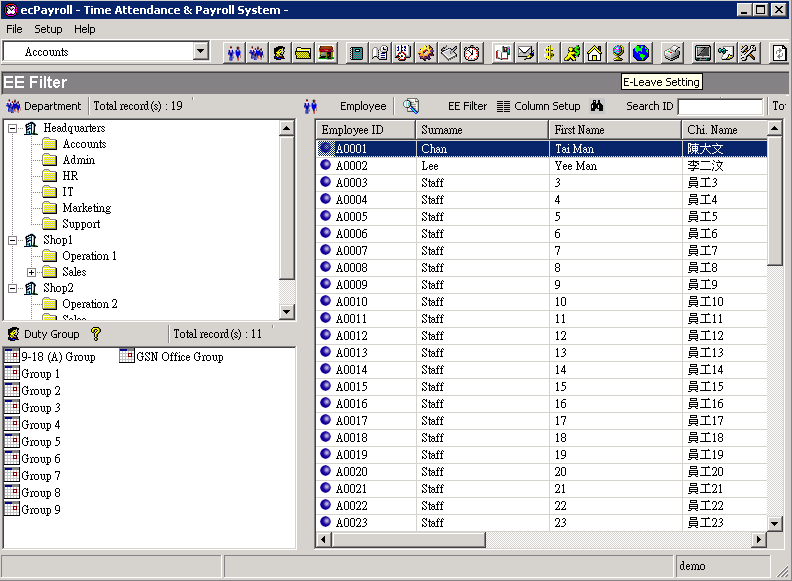 ecPayroll - Time Attendance & Payroll System -
File Setup Help
Accounts
EE Filter
E-Leave Setting
Department Total record(s) : 19 Employee EE Filter Column Setup Search ID To
Headquarters
Accounts
Admin
HR
IT
Marketing
Support
Shop1
Operation 1
Sales
Shop2
Operation 2
Sales
Duty Group Total record(s) : 11
9-18 (A) Group GSN Office Group
Group 1
Group 2
Group 3
Group 4
Group 5
Group 6
Group 7
Group 8
Group 9
Employee ID Surname First Name Chi. Name
A0001 Chan Tai Man 陳大文
A0002 Lee Yee Man 李二汶
A0003 Staff 3 員工3
A0004 Staff 4 員工4
A0005 Staff 5 員工5
A0006 Staff 6 員工6
A0007 Staff 7 員工7
A0008 Staff 8 員工8
A0009 Staff 9 員工9
A0010 Staff 10 員工10
A0011 Staff 11 員工11
A0012 Staff 12 員工12
A0013 Staff 13 員工13
A0014 Staff 14 員工14
A0015 Staff 15 員工15
A0016 Staff 16 員工16
A0017 Staff 17 員工17
A0018 Staff 18 員工18
A0019 Staff 19 員工19
A0020 Staff 20 員工20
A0021 Staff 21 員工21
A0022 Staff 22 員工22
A0023 Staff 23 員工23
demo